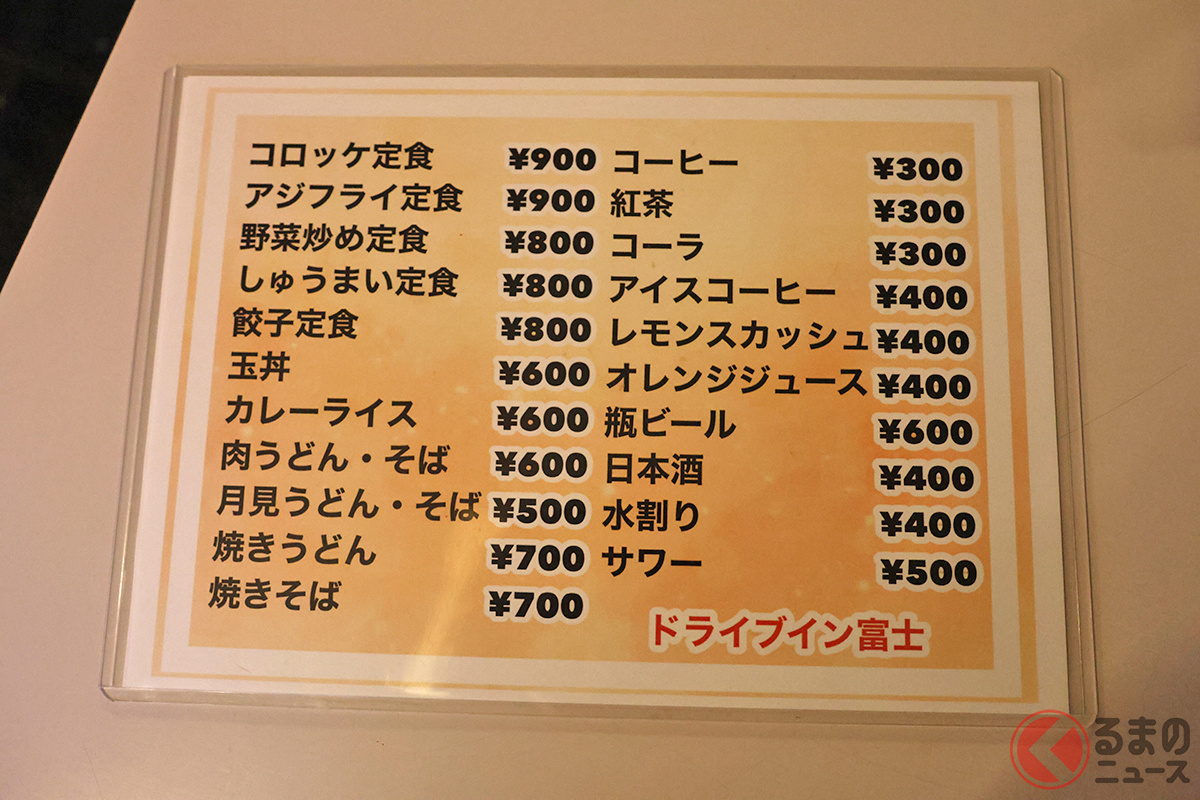 コロッケ定食 ¥900
アジフライ定食 ¥900
野菜炒め定食 ¥800
しゅうまい定食 ¥800
餃子定食 ¥800
玉丼 ¥600
カレーライス ¥600
肉うどん・そば ¥600
月見うどん・そば ¥500
焼きうどん ¥700
焼きそば ¥700
コーヒー ¥300
紅茶 ¥300
コーラ ¥300
アイスコーヒー ¥400
レモンスカッシュ ¥400
オレンジジュース ¥400
瓶ビール ¥600
日本酒 ¥400
水割り ¥400
サワー ¥500
ドライブイン富士
くるまの
ニュース